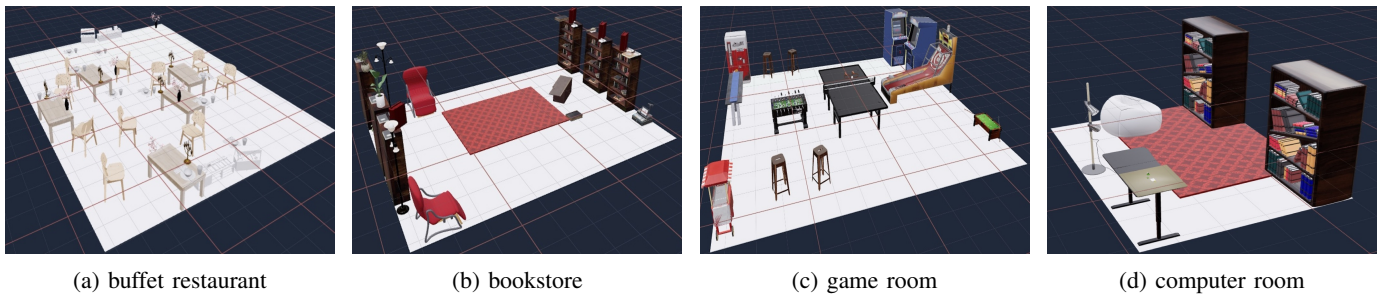 (a) buffet restaurant
(b) bookstore
(c) game room
(d) computer room